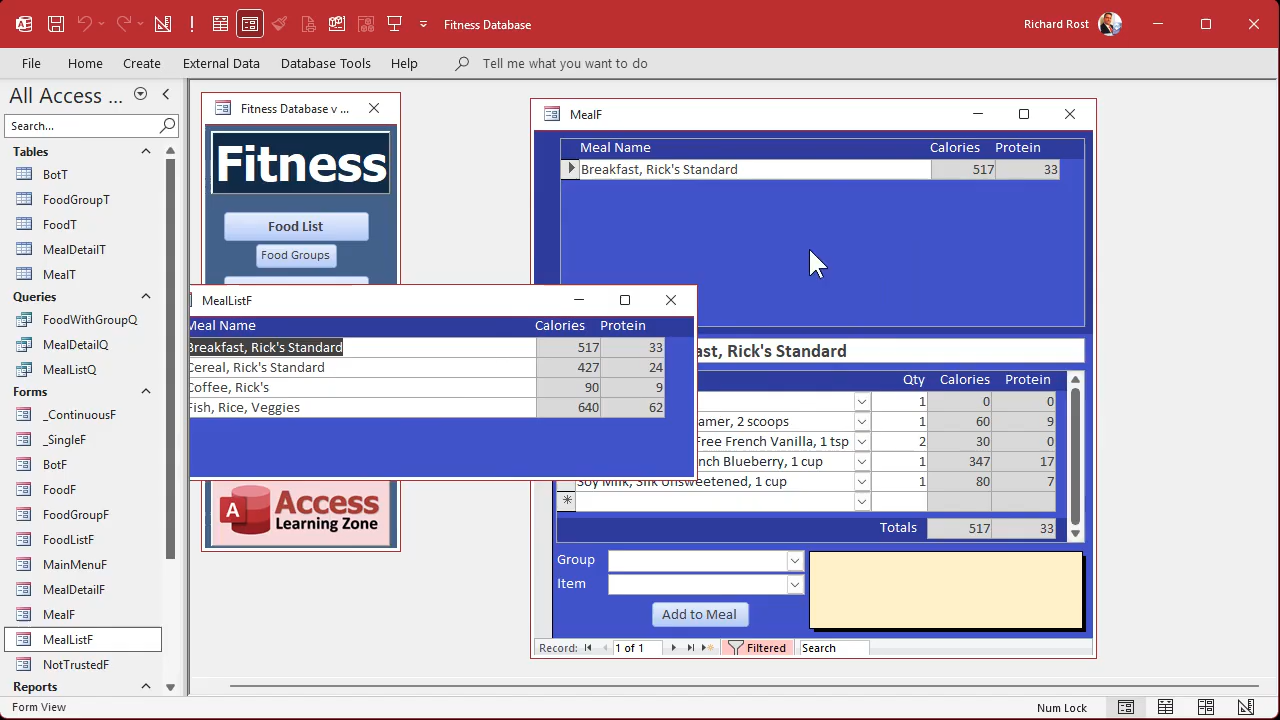 Fitness Database
Richard Rost
File Home Create External Data Database Tools Help Tell me what you want to do
All Access ...
Search...
Tables
BotT
FoodGroupT
FoodT
MealDetailT
MealT
Queries
FoodWithGroupQ
MealDetailQ
MealListQ
Forms
_ContinuousF
_SingleF
BotF
FoodF
FoodGroupF
FoodListF
MainMenuF
MealDetailF
MealF
MealListF
NotTrustedF
Reports
Fitness Database v ...
Fitness
Food List
Food Groups
Access
Learning Zone
MealListF
Meal Name Calories Protein
Breakfast, Rick's Standard 517 33
Cereal, Rick's Standard 427 24
Coffee, Rick's 90 9
Fish, Rice, Veggies 640 62
MealF
Meal Name Calories Protein
Breakfast, Rick's Standard 517 33
ast, Rick's Standard
Qty Calories Protein
1 0 0
amer, 2 scoops 1 60 9
Free French Vanilla, 1 tsp 2 30 0
nch Blueberry, 1 cup 1 347 17
Soy Milk, Silk Unsweetened, 1 cup 1 80 7
Totals 517 33
Group
Item
Add to Meal
Record: 1 of 1 Filtered Search
Form View
Num Lock